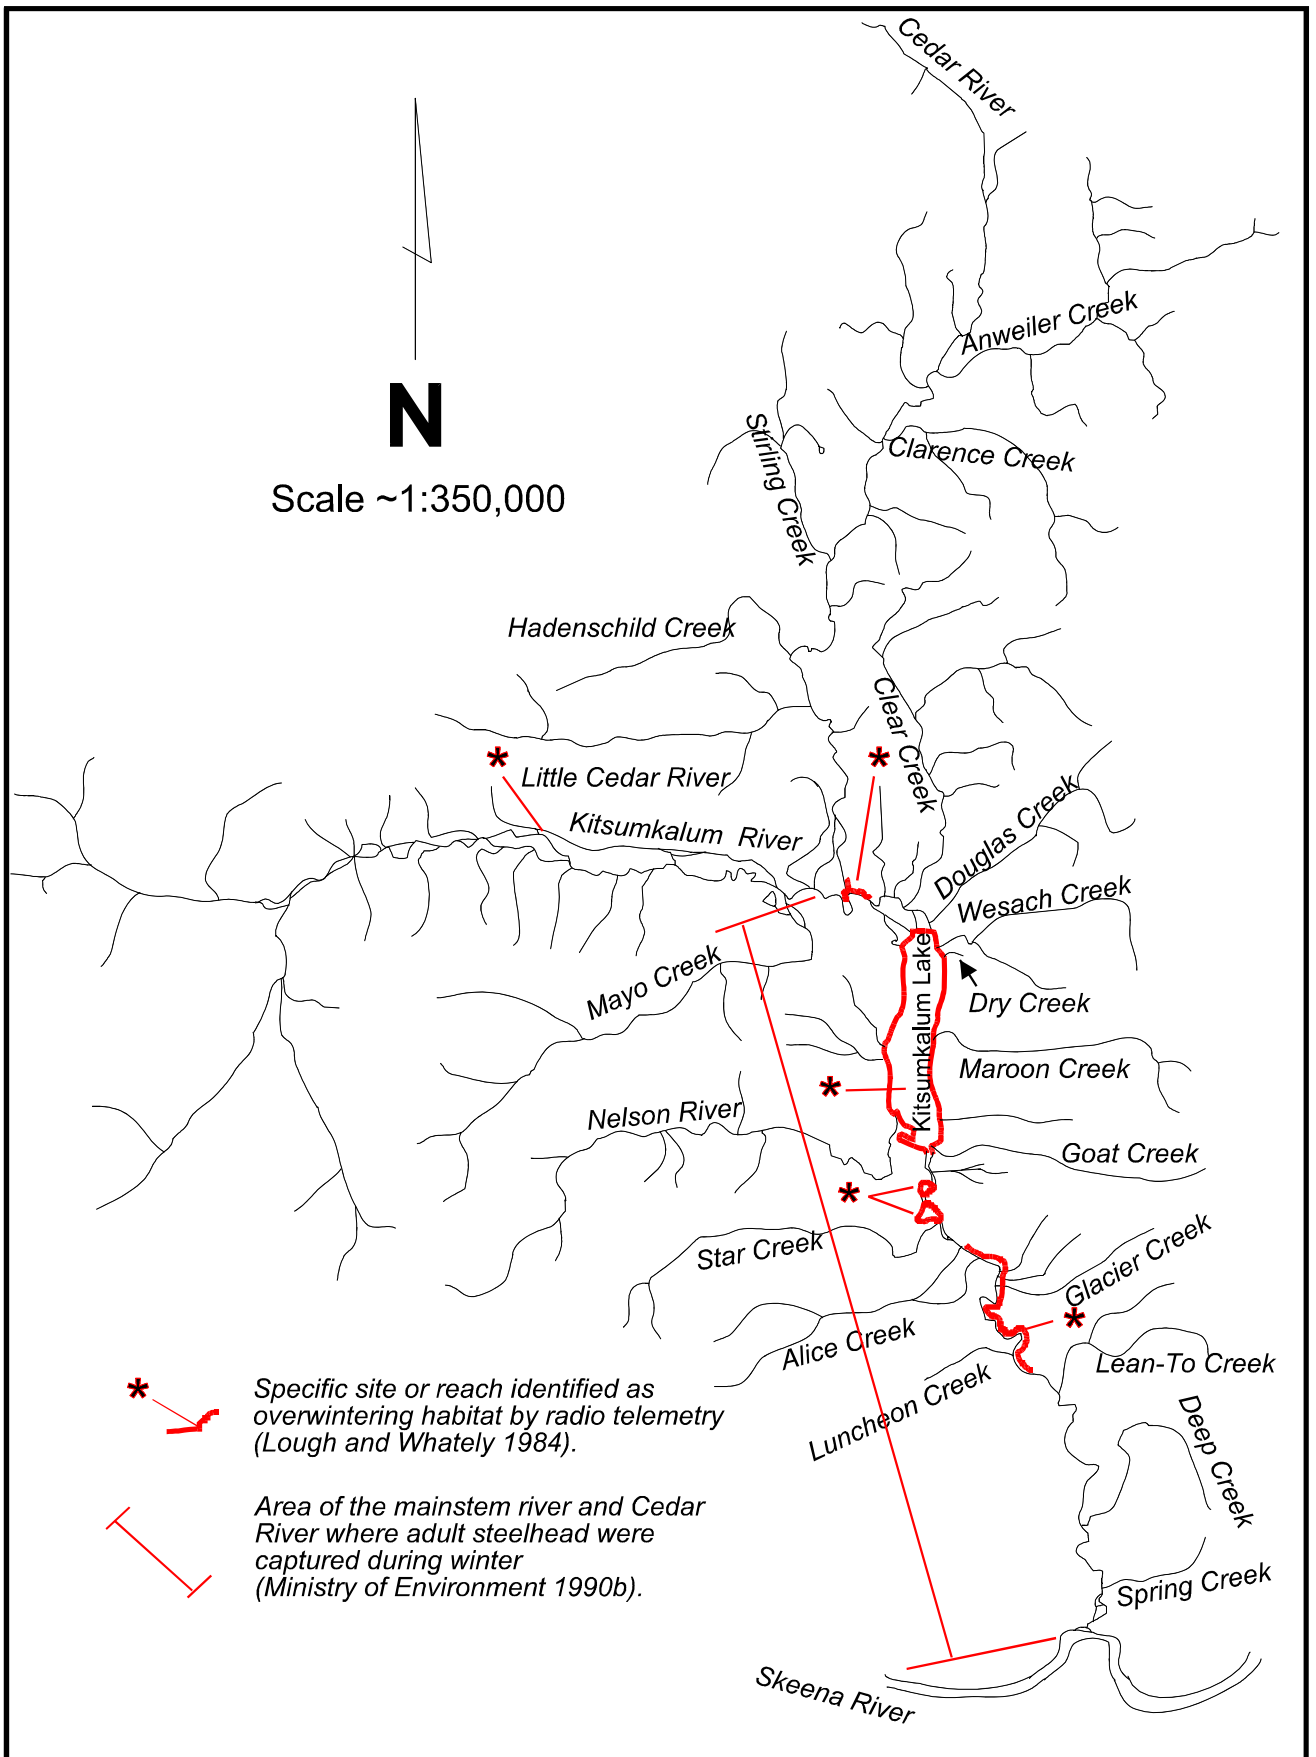 Cedar River
Anweiler Creek
N
Scale ~1:350,000
Stirling Creek
Clarence Creek
Hadenschild Creek
Clear Creek
* *
Little Cedar River
Kitsumkalum River
Douglas Creek
Wesach Creek
Mayo Creek
Kitsumkalum Lake
Dry Creek
Maroon Creek
*
Nelson River
Goat Creek
*
Star Creek
Glacier Creek
*
Alice Creek
Lean-To Creek
Luncheon Creek
Deep Creek
*
Specific site or reach identified as
overwintering habitat by radio telemetry
(Lough and Whately 1984).
Area of the mainstem river and Cedar
River where adult steelhead were
captured during winter
(Ministry of Environment 1990b).
Spring Creek
Skeena River